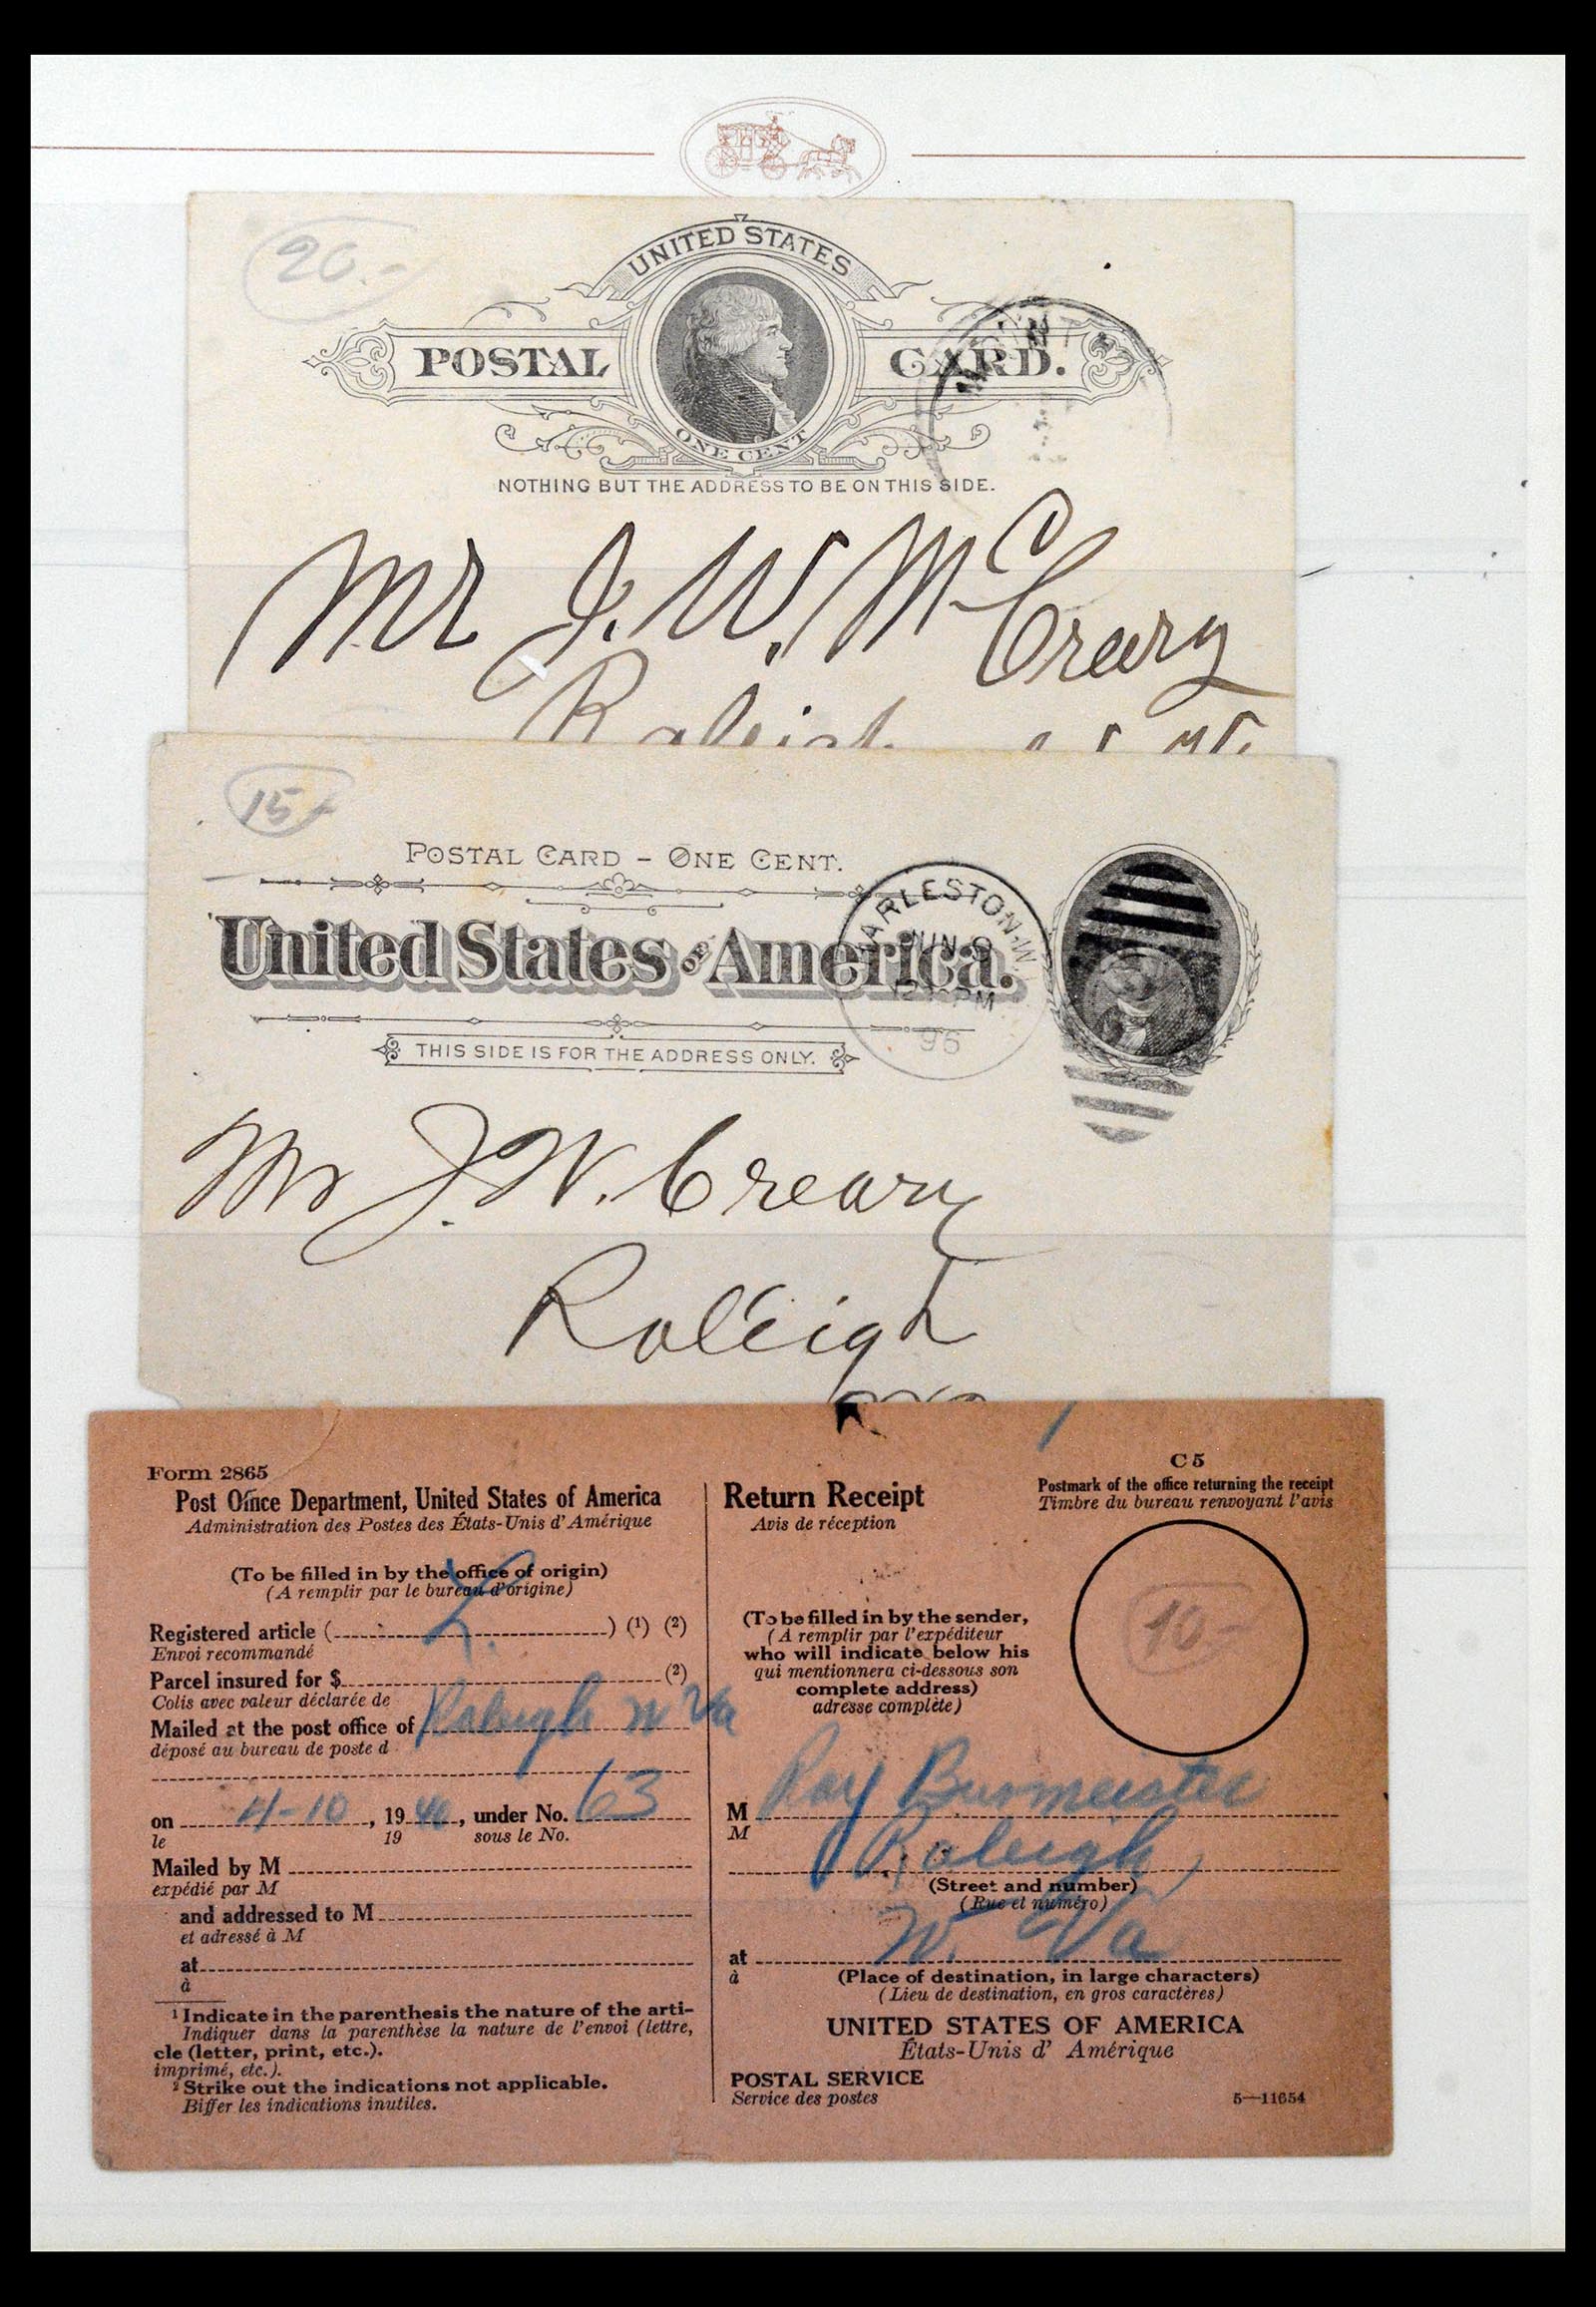 20.-
UNITED STATES
POSTAL CARD.
ONE CENT
NOTHING BUT THE ADDRESS TO BE ON THIS SIDE.
Mr J. W. McCreary
Raleigh
15
POSTAL CARD - ONE CENT.
United States OF America.
ARLESTON-W
JUN 9
PM
95
THIS SIDE IS FOR THE ADDRESS ONLY.
Mr J. W. Creary
Raleigh
Form 2865
Post Office Department, United States of America
Administration des Postes des États-Unis d'Amérique
(To be filled in by the office of origin)
(A remplir par le bureau d'origine)
Registered article (                ) (1) (2)
Envoi recommandé
Parcel insured for $                (2)
Colis avec valeur déclarée de
Mailed at the post office of Raleigh W Va
déposé au bureau de poste d
on 4-10, 1940, under No. 63
le 19 sous le No.
Mailed by M
expédié par M
and addressed to M
et adressé à M
at
à
1 Indicate in the parenthesis the nature of the arti-
Indiquer dans la parenthèse la nature de l'envoi (lettre,
cle (letter, print, etc.).
imprimé, etc.).
2 Strike out the indications not applicable.
Biffer les indications inutiles.
Return Receipt
Avis de réception
C 5
Postmark of the office returning the receipt
Timbre du bureau renvoyant l'avis
10-
(To be filled in by the sender,
(A remplir par l'expéditeur
who will indicate below his
qui mentionnera ci-dessous son
complete address)
adresse complète)
M Ray Burmeister
M
Raleigh,
(Street and number)
(Rue et numéro)
at W. Va
à
(Place of destination, in large characters)
(Lieu de destination, en gros caractères)
UNITED STATES OF AMERICA
États-Unis d' Amérique
POSTAL SERVICE
Service des postes
5—11654